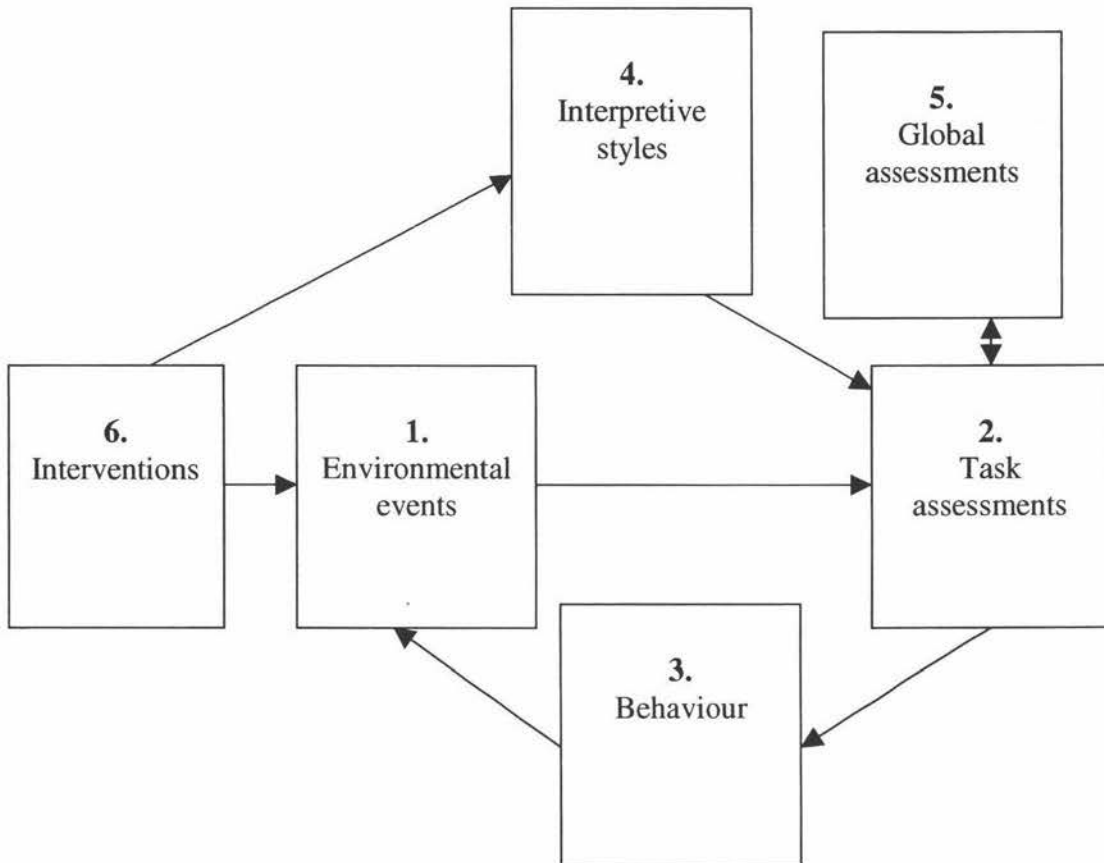 4.
Interpretive
styles
5.
Global
assessments
6.
Interventions
1.
Environmental
events
2.
Task
assessments
3.
Behaviour